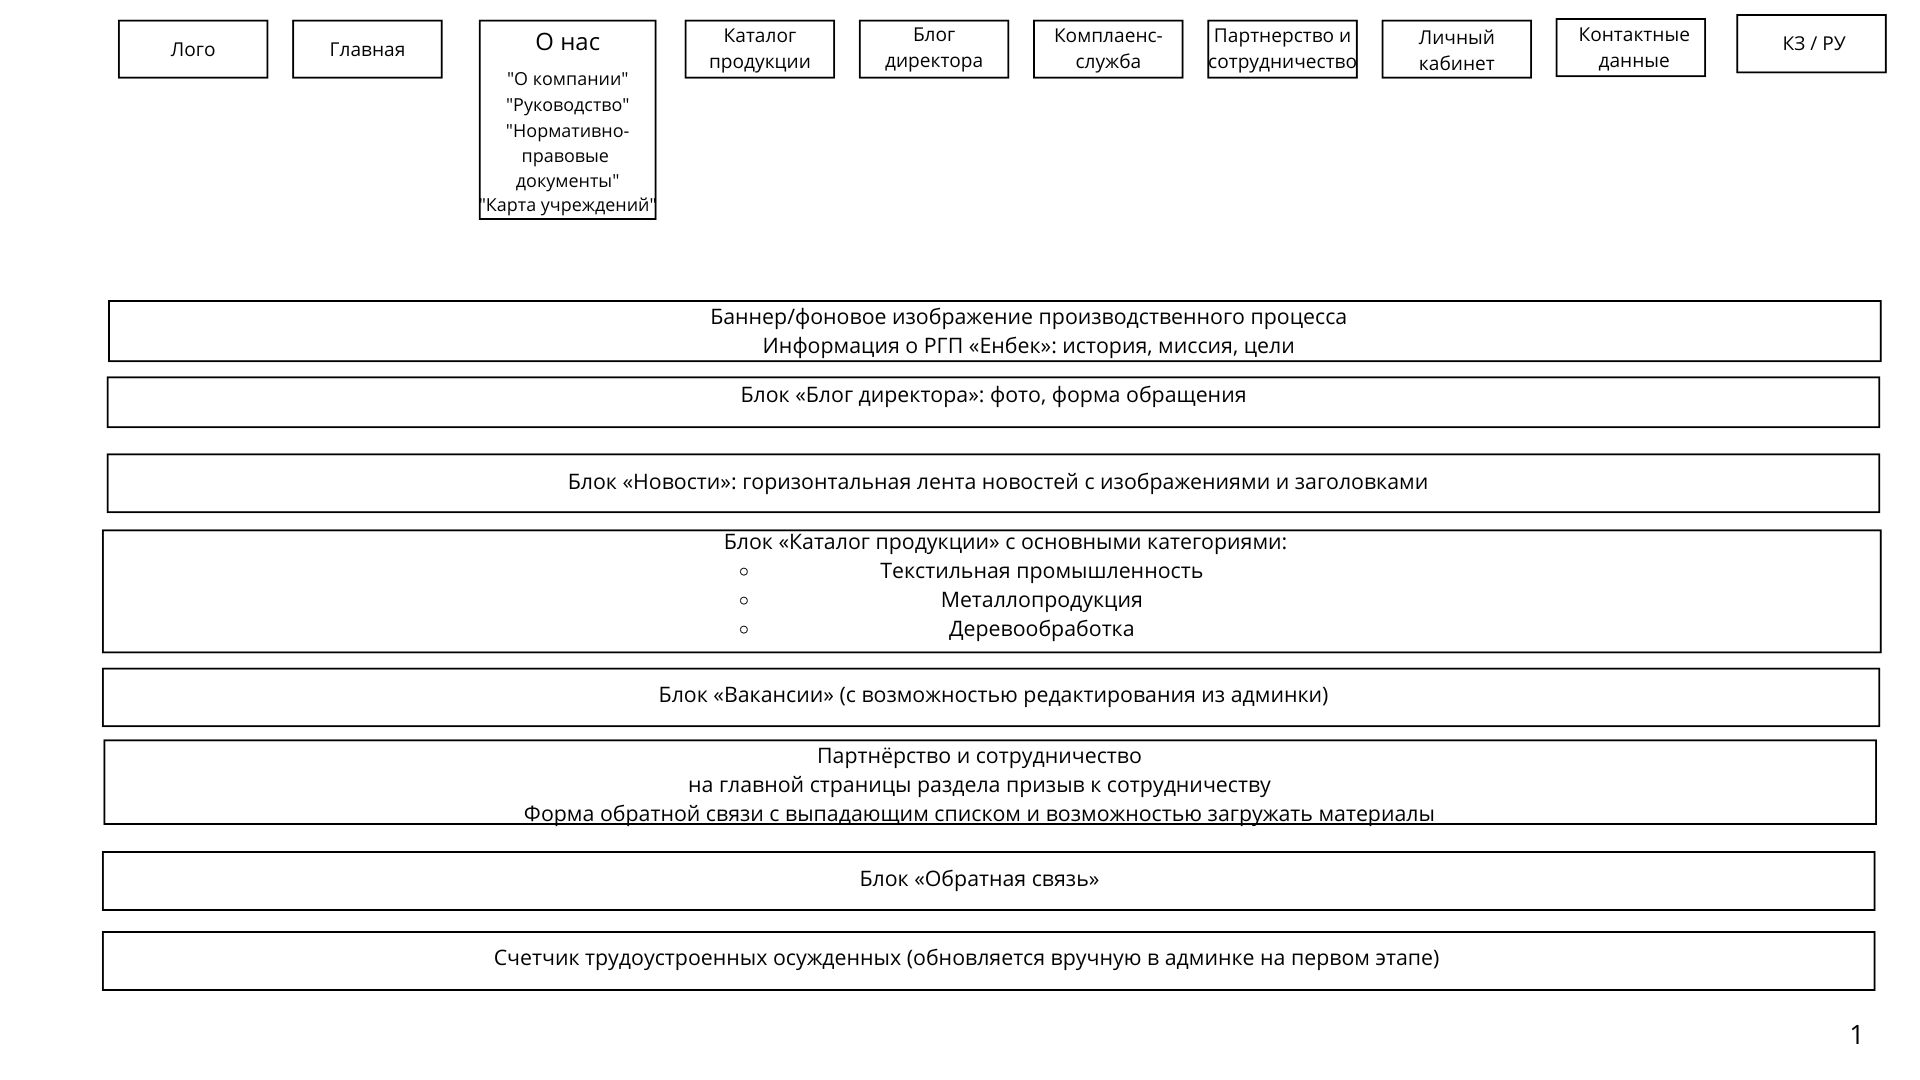 Лого
Главная
О нас
"О компании"
"Руководство"
"Нормативно-
правовые
документы"
"Карта учреждений"
Каталог
продукции
Блог
директора
Комплаенс-
служба
Партнерство и
сотрудничество
Личный
кабинет
Контактные
данные
КЗ / РУ
Баннер/фоновое изображение производственного процесса
Информация о РГП «Енбек»: история, миссия, цели
Блок «Блог директора»: фото, форма обращения
Блок «Новости»: горизонтальная лента новостей с изображениями и заголовками
Блок «Каталог продукции» с основными категориями:
○ Текстильная промышленность
○ Металлопродукция
○ Деревообработка
Блок «Вакансии» (с возможностью редактирования из админки)
Партнёрство и сотрудничество
на главной страницы раздела призыв к сотрудничеству
Форма обратной связи с выпадающим списком и возможностью загружать материалы
Блок «Обратная связь»
Счетчик трудоустроенных осужденных (обновляется вручную в админке на первом этапе)
1